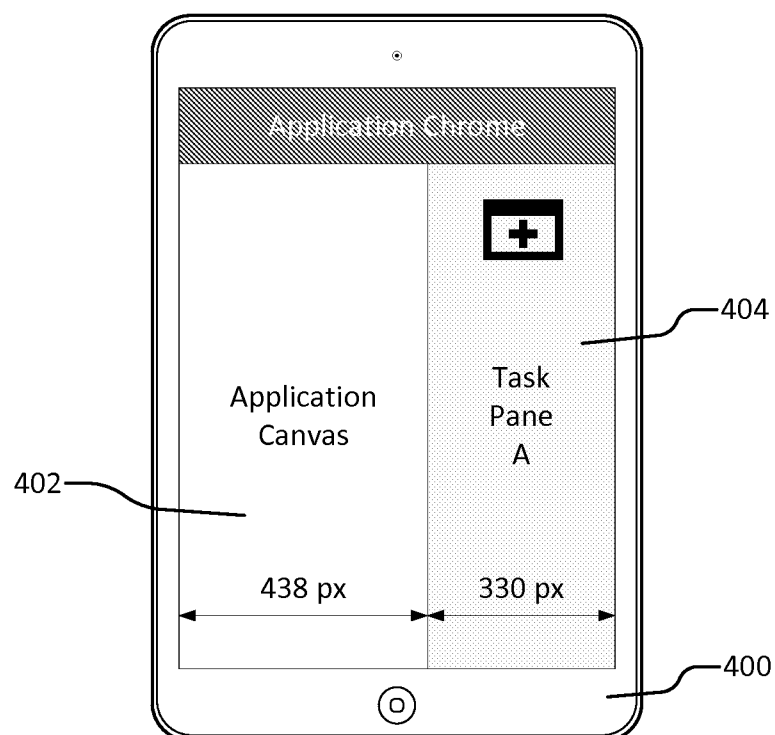 Application Chrome
404
Task
Pane
A
Application
Canvas
402
438 px
330 px
400